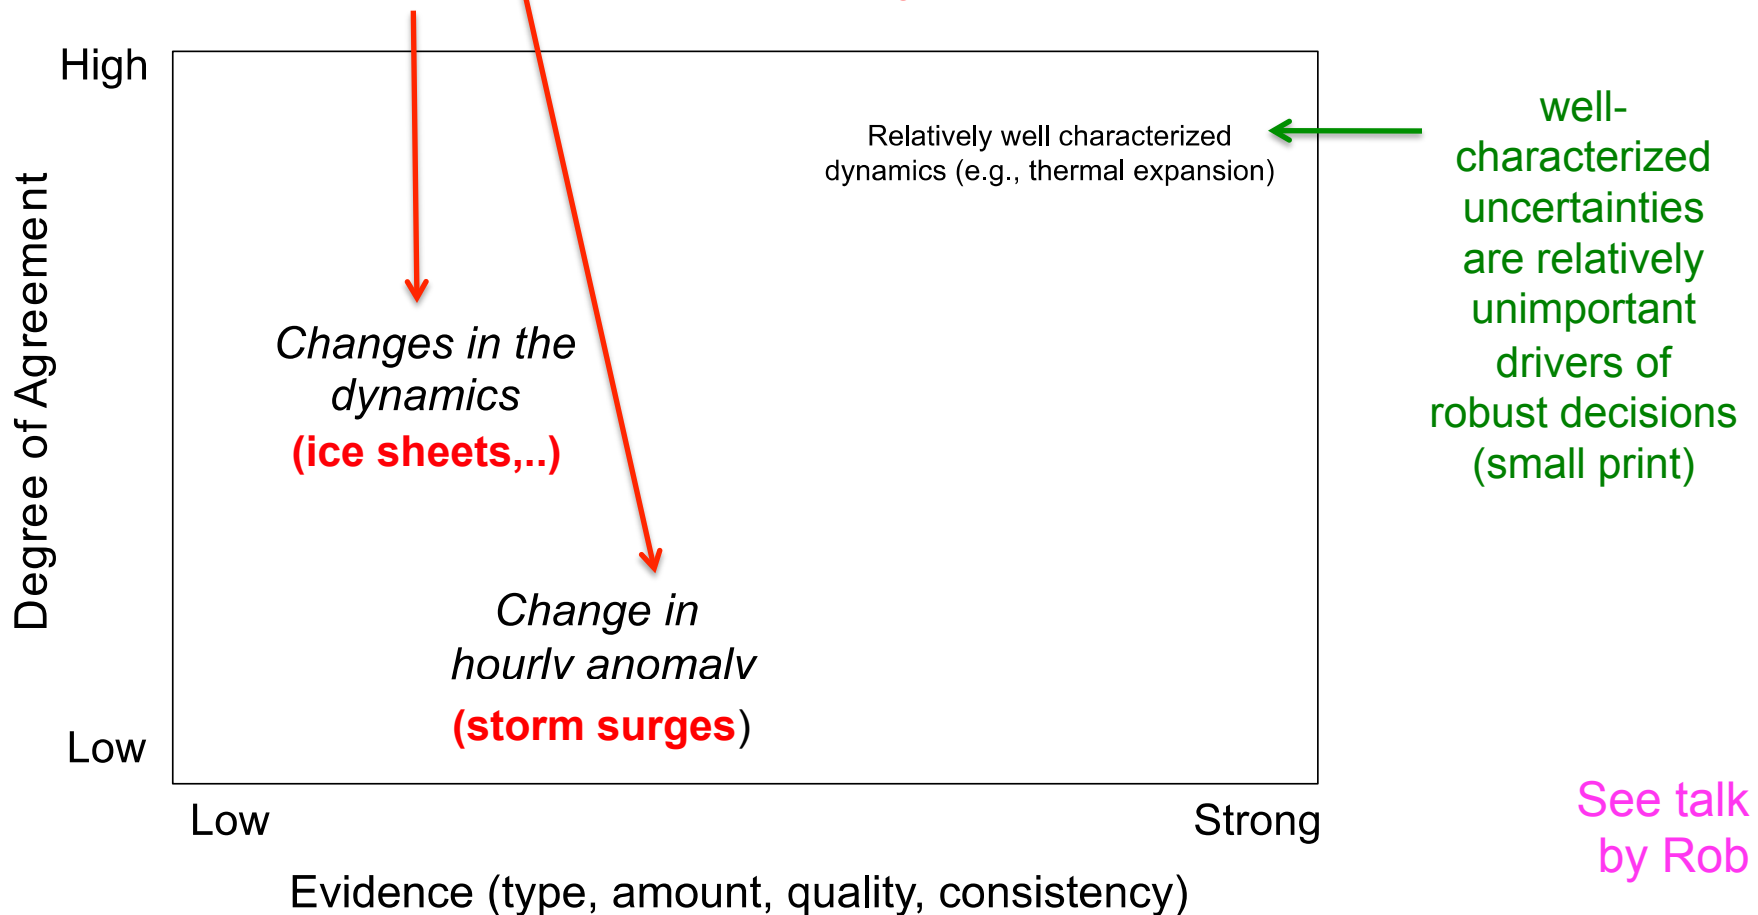 High
Relatively well characterized
dynamics (e.g., thermal expansion)
well-
characterized
uncertainties
are relatively
unimportant
drivers of
robust decisions
(small print)
Degree of Agreement
Changes in the
dynamics
(ice sheets,..)
Change in
hourly anomaly
(storm surges)
Low
Low
Strong
Evidence (type, amount, quality, consistency)
See talk
by Rob